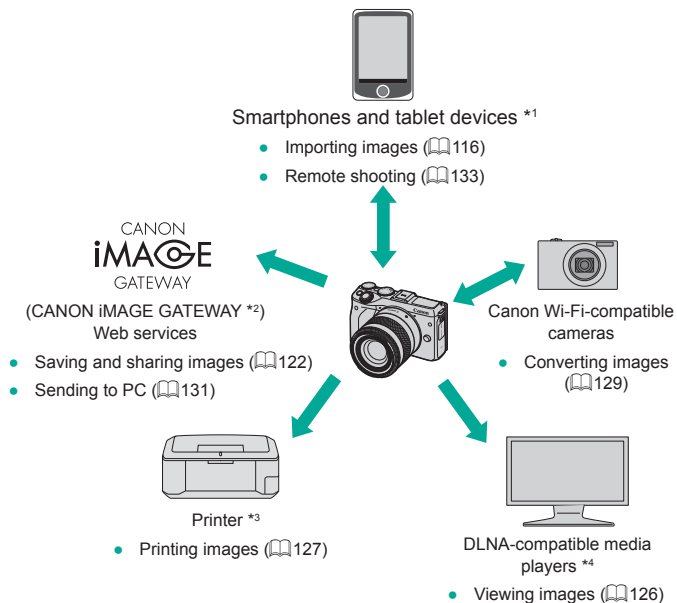 Smartphones and tablet devices *1
● Importing images (116)
● Remote shooting (133)
CANON
iMAGE
GATEWAY
(CANON iMAGE GATEWAY *2)
Web services
● Saving and sharing images (122)
● Sending to PC (131)
Canon
Canon Wi-Fi-compatible
cameras
● Converting images
(129)
Printer *3
● Printing images (127)
DLNA-compatible media
players *4
● Viewing images (126)